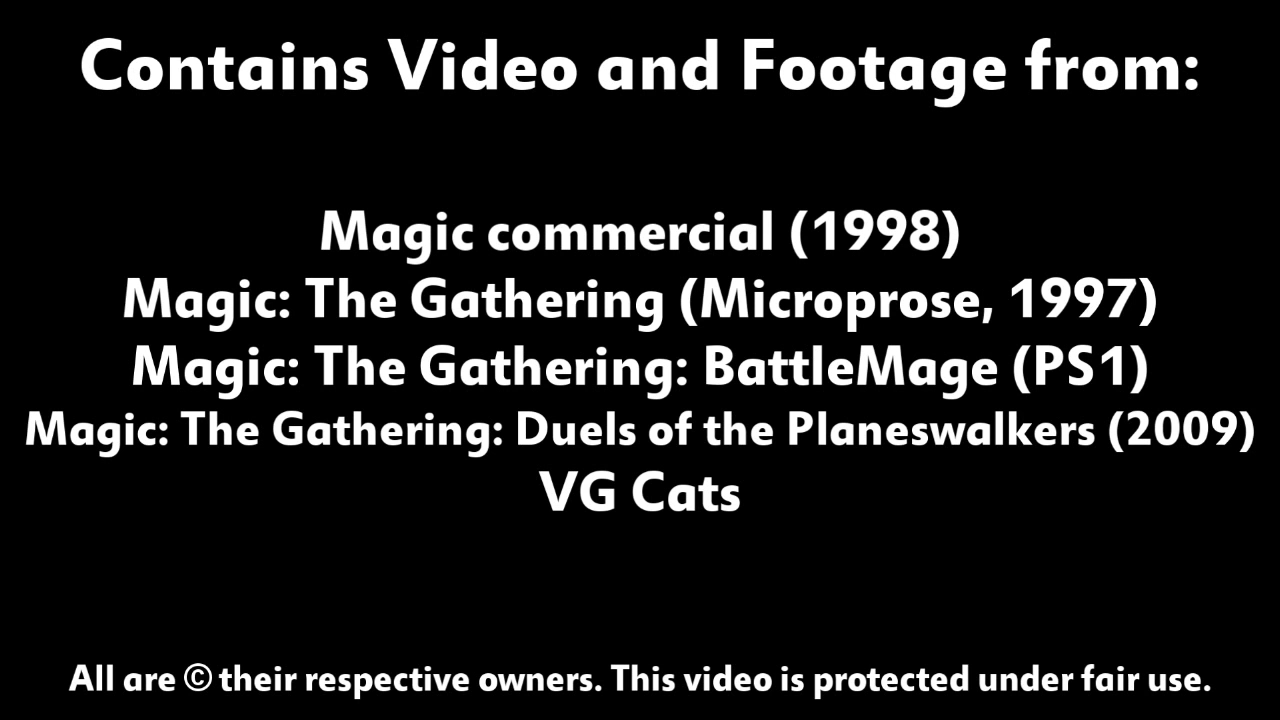 Contains Video and Footage from:
Magic commercial (1998)
Magic: The Gathering (Microprose, 1997)
Magic: The Gathering: BattleMage (PS1)
Magic: The Gathering: Duels of the Planeswalkers (2009)
VG Cats
All are © their respective owners. This video is protected under fair use.